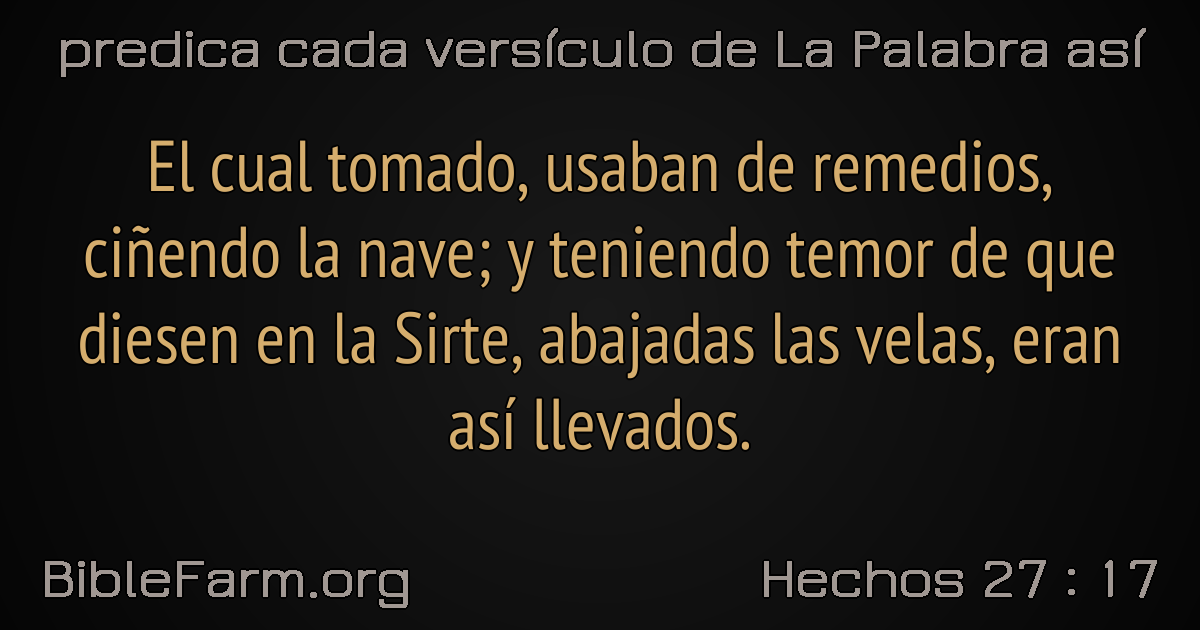 predica cada versículo de La Palabra así
El cual tomado, usaban de remedios,
ciñendo la nave; y teniendo temor de que
diesen en la Sirte, abajadas las velas, eran
así llevados.
BibleFarm.org
Hechos 27 : 17